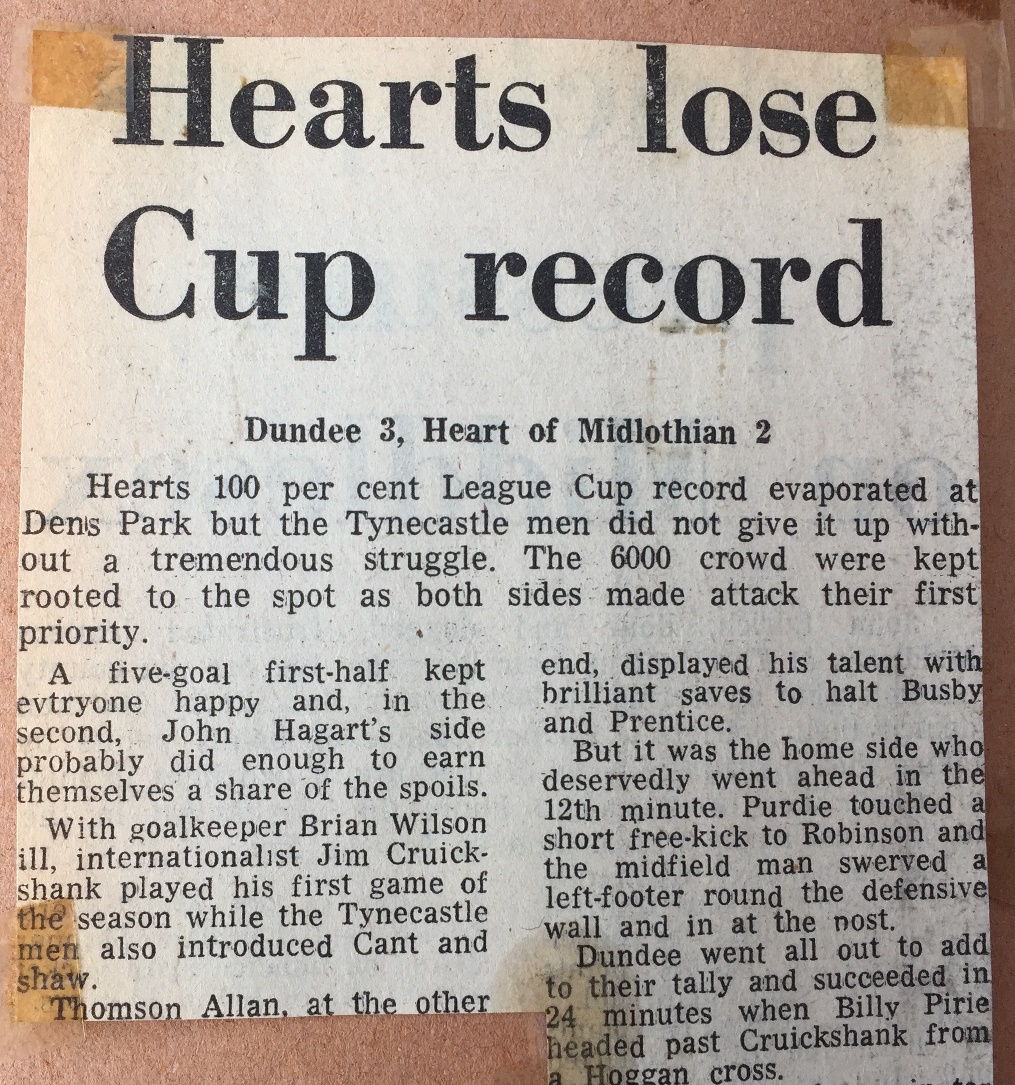 Hearts lose
Cup record
Dundee 3, Heart of Midlothian 2
Hearts 100 per cent League Cup record evaporated at
Dens Park but the Tynecastle men did not give it up with-
out a tremendous struggle. The 6000 crowd were kept
rooted to the spot as both sides made attack their first
priority.
A five-goal first-half kept
evtryone happy and, in the
second, John Hagart's side
probably did enough to earn
themselves a share of the spoils.
With goalkeeper Brian Wilson
ill, internationalist Jim Cruick-
shank played his first game of
the season while the Tynecastle
men also introduced Cant and
shaw.
Thomson Allan, at the other
end, displayed his talent with
brilliant saves to halt Busby
and Prentice.
But it was the home side who
deservedly went ahead in the
12th minute. Purdie touched a
short free-kick to Robinson and
the midfield man swerved a
left-footer round the defensive
wall and in at the post.
Dundee went all out to add
to their tally and succeeded in
24 minutes when Billy Pirie
headed past Cruickshank from
a Hoggan cross.